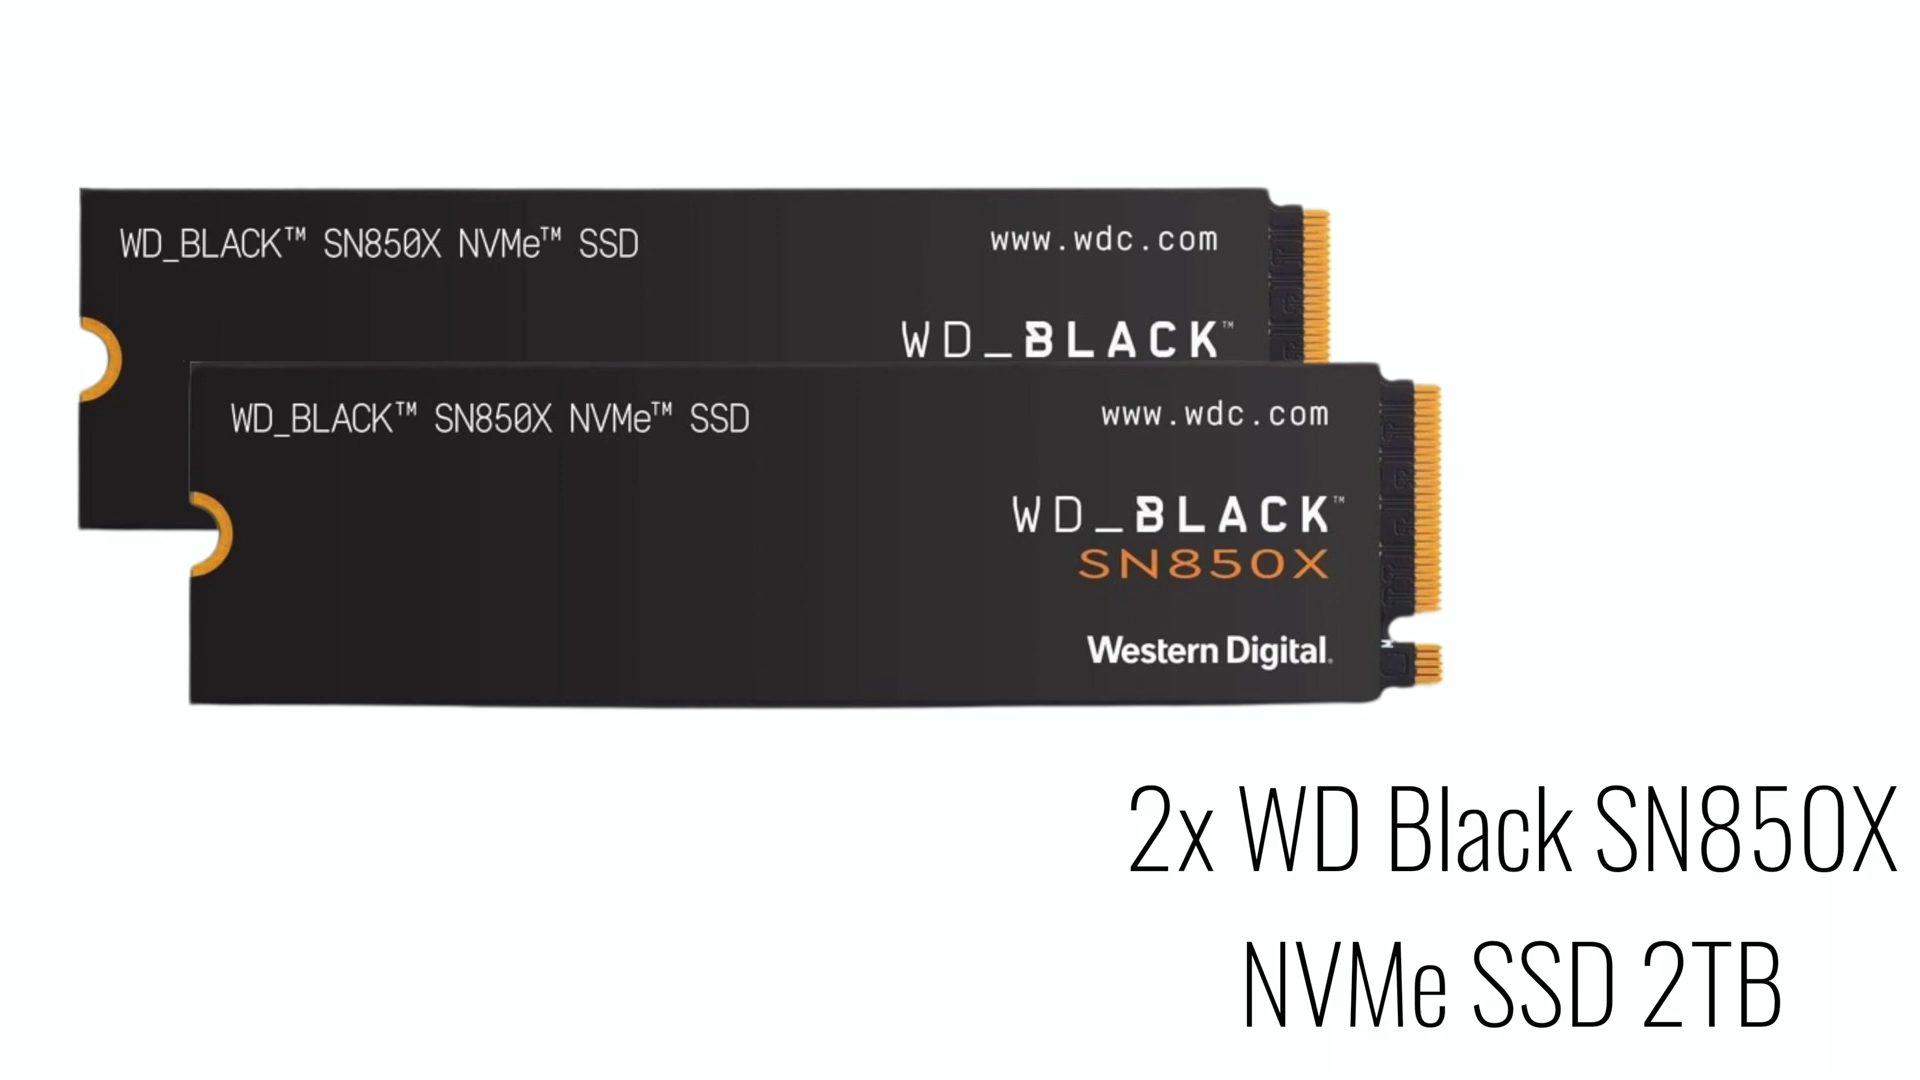 WD_BLACK™ SN850X NVMe™ SSD
www.wdc.com
WD_BLACK™
WD_BLACK™ SN850X NVMe™ SSD
www.wdc.com
WD_BLACK™
SN850X
Western Digital.
M
2x WD Black SN850X
NVMe SSD 2TB